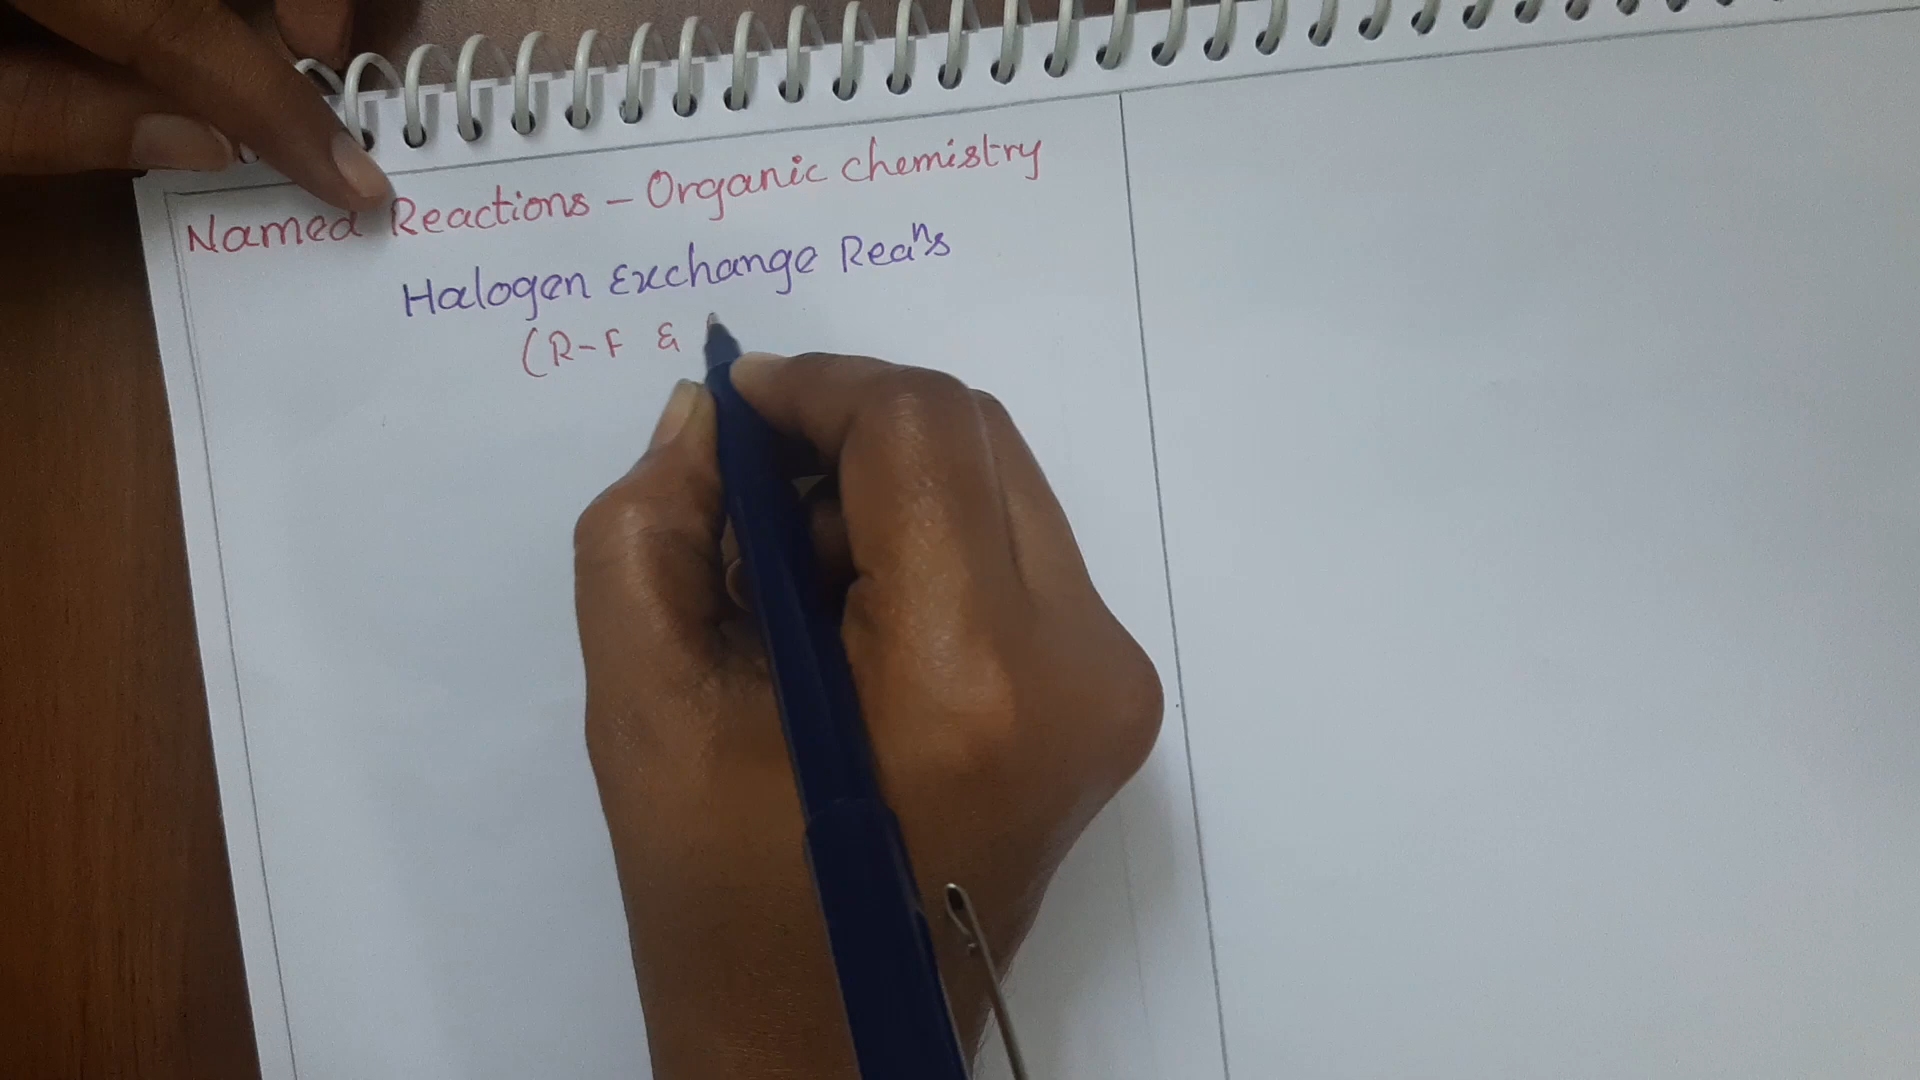 Named Reactions - Organic chemistry
Halogen Exchange Reaⁿs
(R-F &